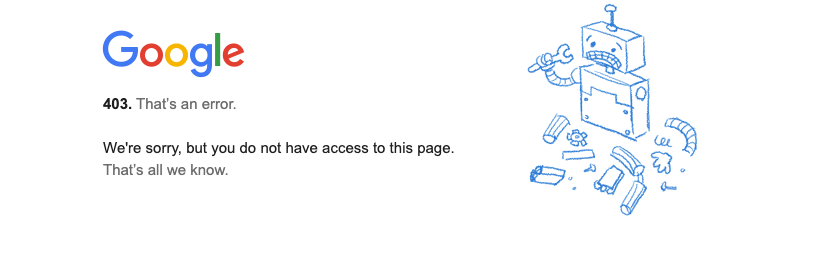 Google
403. That's an error.
We're sorry, but you do not have access to this page.
That's all we know.